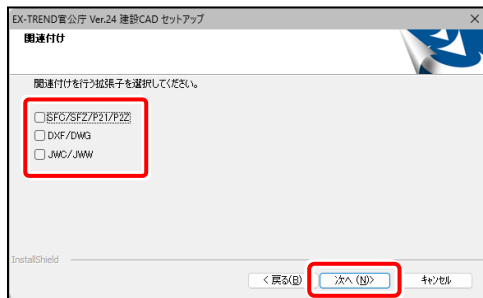 EX-TREND官公庁 Ver.24 建設CAD セットアップ
関連付け
関連付けを行う拡張子を選択してください。
SFC/SFZ/P21/P2Z
DXF/DWG
JWC/JWW
InstallShield
< 戻る(B)
次へ (N)>
キャンセル